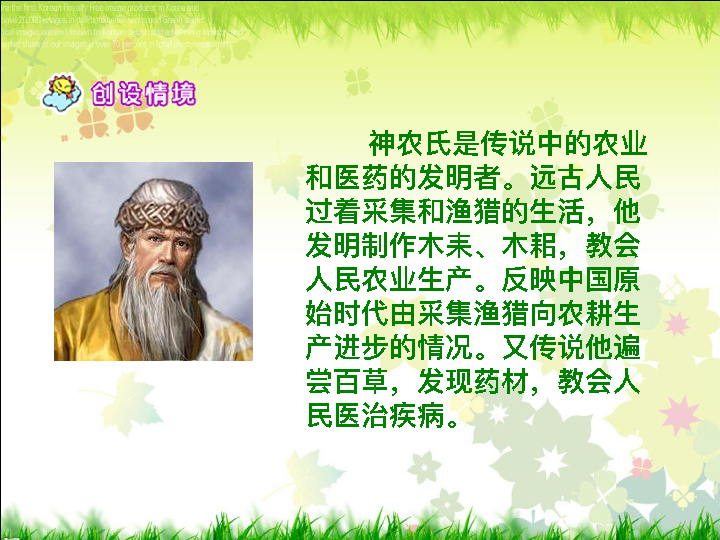 创设情境
神农氏是传说中的农业
和医药的发明者。远古人民
过着采集和渔猎的生活，他
发明制作木耒、木耜，教会
人民农业生产。反映中国原
始时代由采集渔猎向农耕生
产进步的情况。又传说他遍
尝百草，发现药材，教会人
民医治疾病。